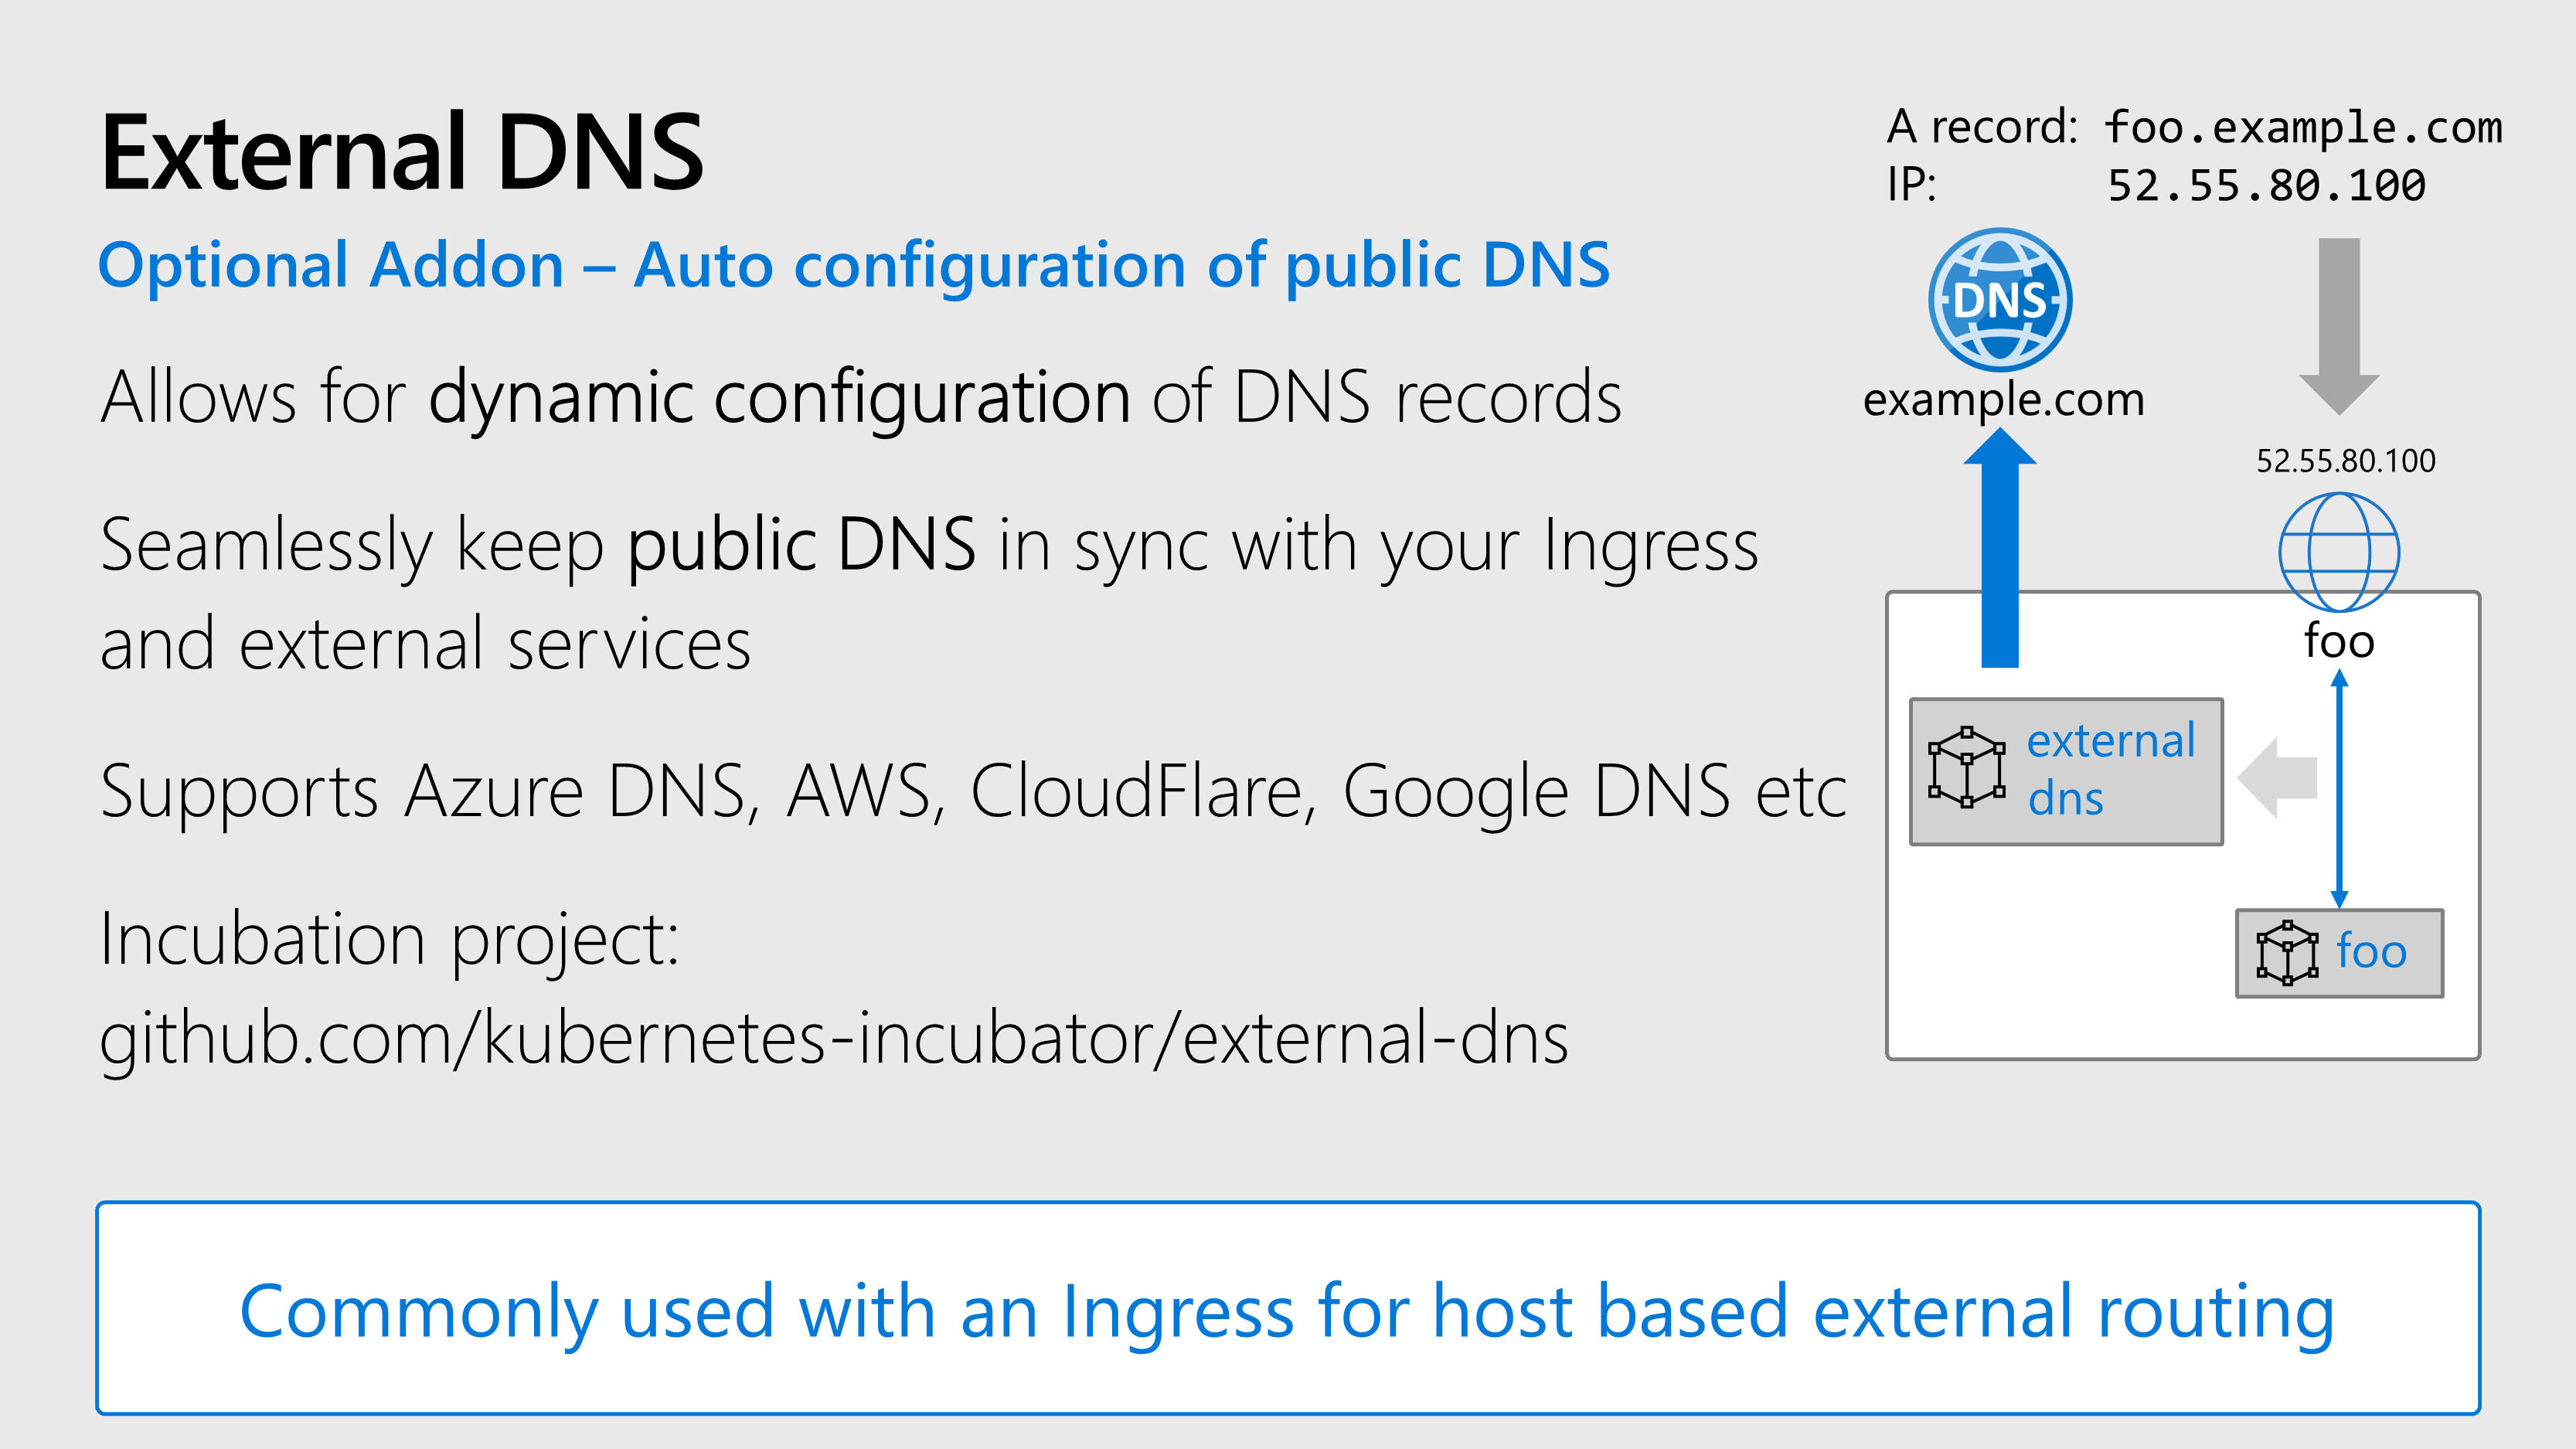 External DNS
Optional Addon – Auto configuration of public DNS
Allows for dynamic configuration of DNS records
Seamlessly keep public DNS in sync with your Ingress
and external services
Supports Azure DNS, AWS, CloudFlare, Google DNS etc
Incubation project:
github.com/kubernetes-incubator/external-dns
A record: foo.example.com
IP: 52.55.80.100
DNS
example.com
52.55.80.100
foo
external
dns
foo
Commonly used with an Ingress for host based external routing